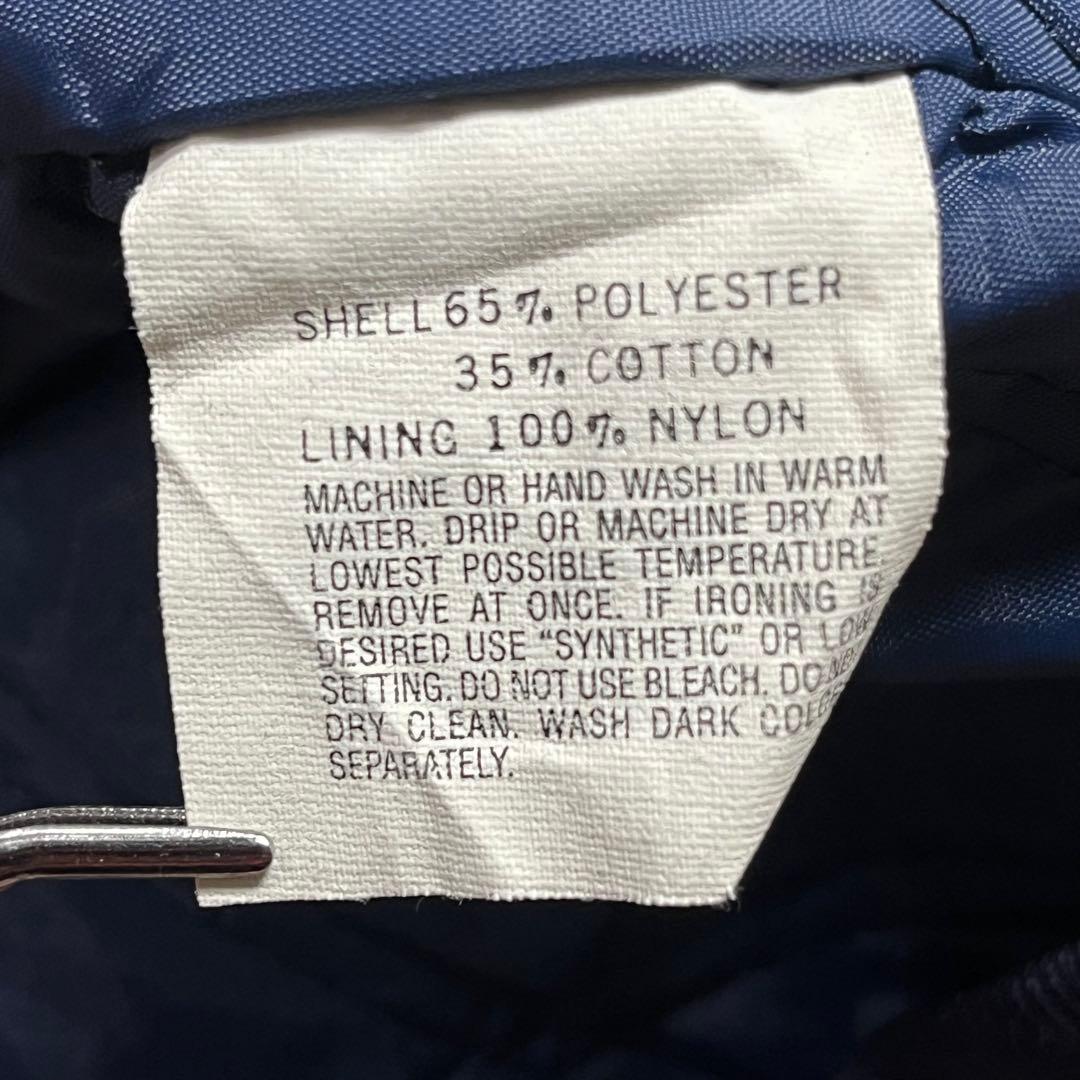 SHELL 65% POLYESTER
35% COTTON
LINING 100% NYLON
MACHINE OR HAND WASH IN WARM
WATER. DRIP OR MACHINE DRY AT
LOWEST POSSIBLE TEMPERATURE.
REMOVE AT ONCE. IF IRONING IS
DESIRED USE "SYNTHETIC" OR
SETTING. DO NOT USE BLEACH. DO
DRY CLEAN. WASH DARK
SEPARATELY.